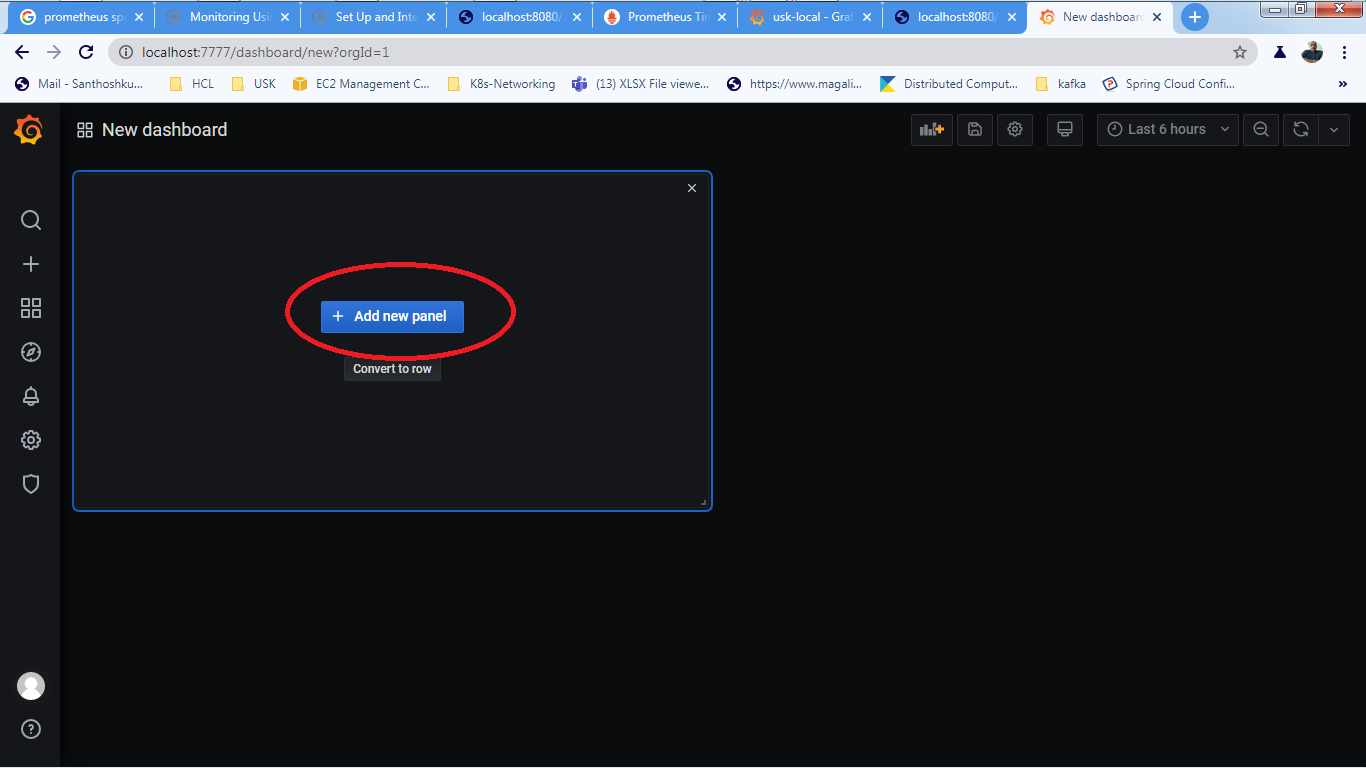 prometheus sp
Monitoring Usi
Set Up and Inte
localhost:8080/
Prometheus Tim
usk-local - Graf
localhost:8080/
New dashboard
localhost:7777/dashboard/new?orgId=1
Mail - Santhoshku...
HCL
USK
EC2 Management C...
K8s-Networking
(13) XLSX File viewe...
https://www.magali...
Distributed Comput...
kafka
Spring Cloud Confi...
»
New dashboard
Last 6 hours
+ Add new panel
Convert to row